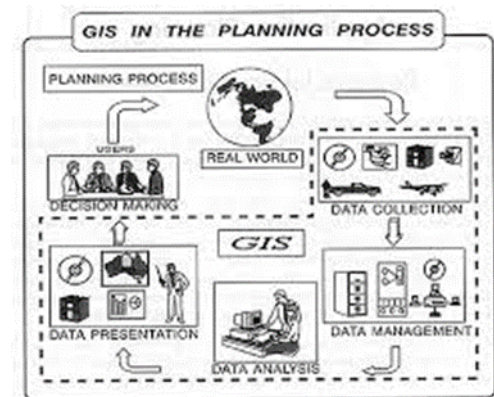 GIS IN THE PLANNING PROCESS
PLANNING PROCESS
REAL WORLD
USERS
DECISION MAKING
DATA COLLECTION
GIS
DATA PRESENTATION
DATA ANALYSIS
DATA MANAGEMENT